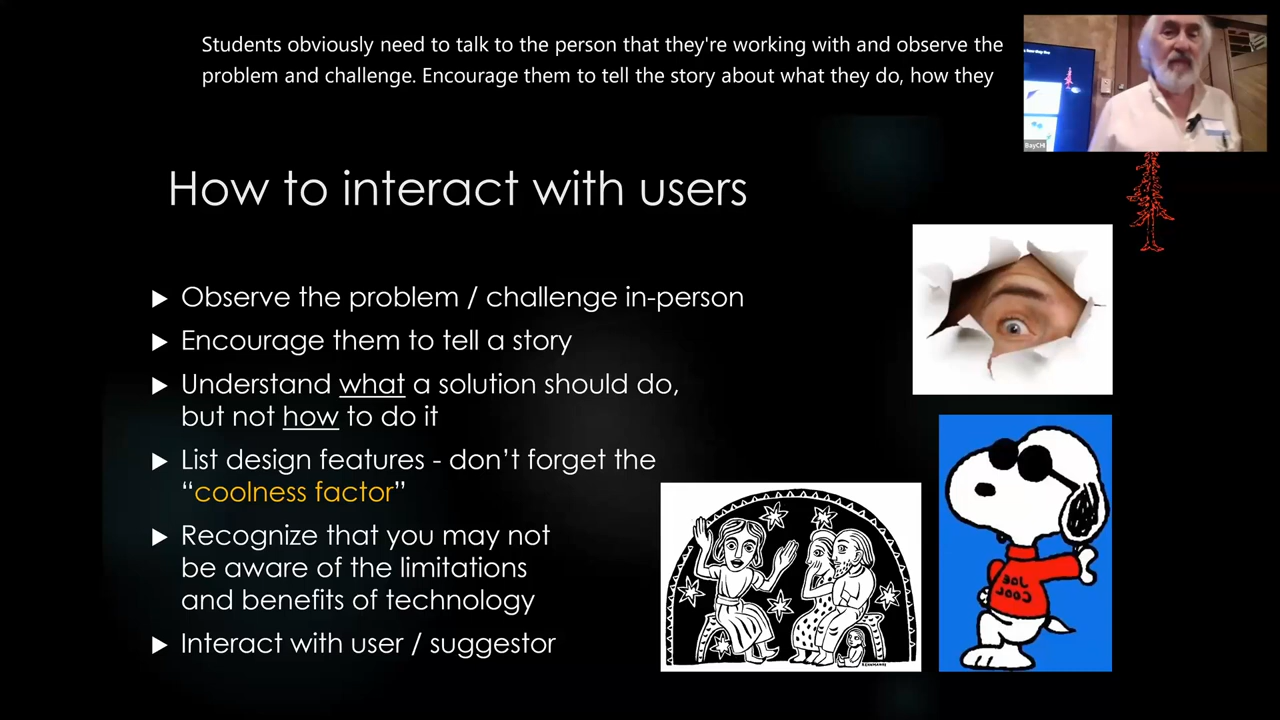 Students obviously need to talk to the person that they're working with and observe the
problem and challenge. Encourage them to tell the story about what they do, how they
BayCHI
How to interact with users
Observe the problem / challenge in-person
Encourage them to tell a story
Understand what a solution should do,
but not how to do it
List design features - don't forget the
“coolness factor”
Recognize that you may not
be aware of the limitations
and benefits of technology
Interact with user / suggestor
JOE
COOL